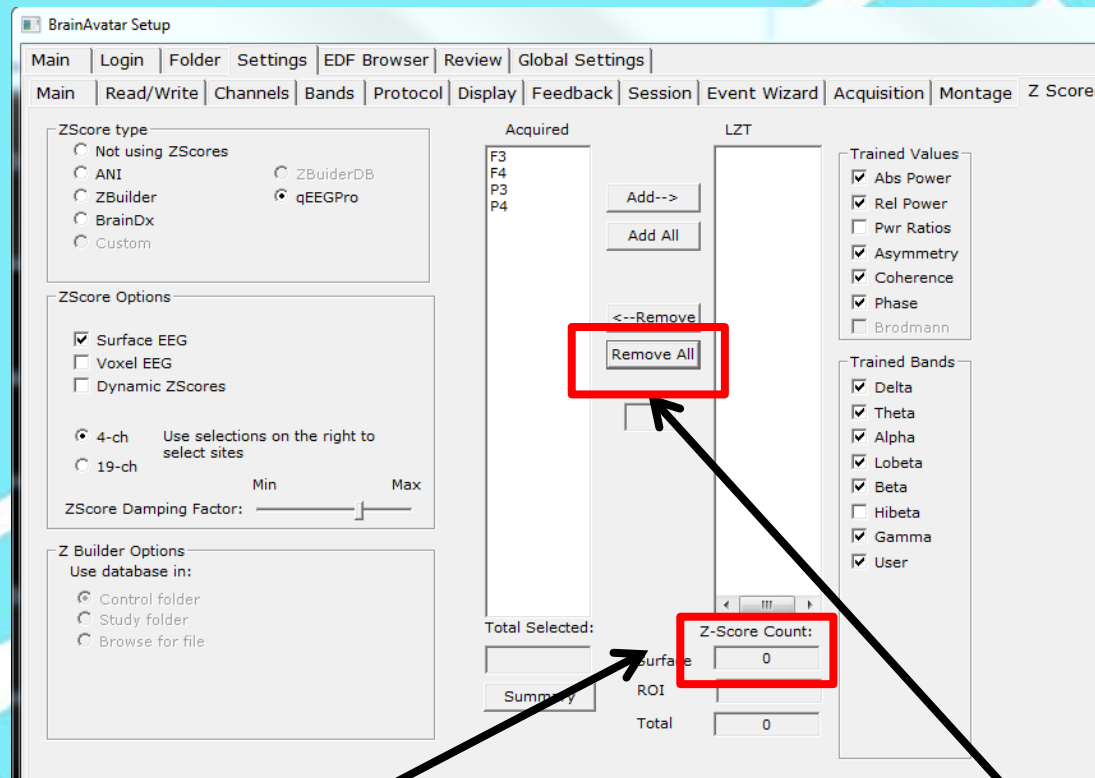 BrainAvatar Setup
Main Login Folder Settings EDF Browser Review Global Settings
Main Read/Write Channels Bands Protocol Display Feedback Session Event Wizard Acquisition Montage Z Scores
ZScore type
Not using ZScores
ANI ZBuiderDB
ZBuilder qEEGPro
BrainDx
Custom
ZScore Options
Surface EEG
Voxel EEG
Dynamic ZScores
4-ch Use selections on the right to
19-ch select sites
Min Max
ZScore Damping Factor:
Z Builder Options
Use database in:
Control folder
Study folder
Browse for file
Acquired
F3
F4
P3
P4
Total Selected:
Summary
Add-->
Add All
<--Remove
Remove All
LZT
Z-Score Count:
Surface 0
ROI
Total 0
Trained Values
Abs Power
Rel Power
Pwr Ratios
Asymmetry
Coherence
Phase
Brodmann
Trained Bands
Delta
Theta
Alpha
Lobeta
Beta
Hibeta
Gamma
User